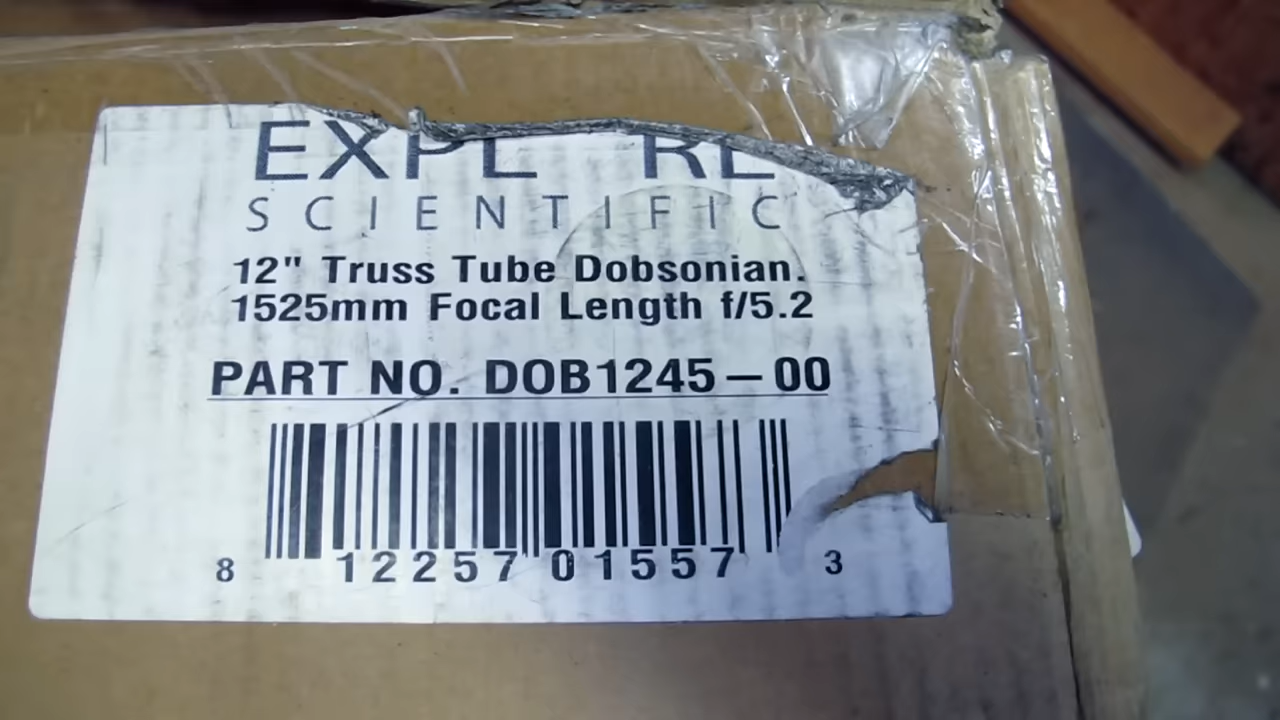 EXPL RE
SCIENTIFIC
12" Truss Tube Dobsonian.
1525mm Focal Length f/5.2
PART NO. DOB1245-00
8 12257 01557 3